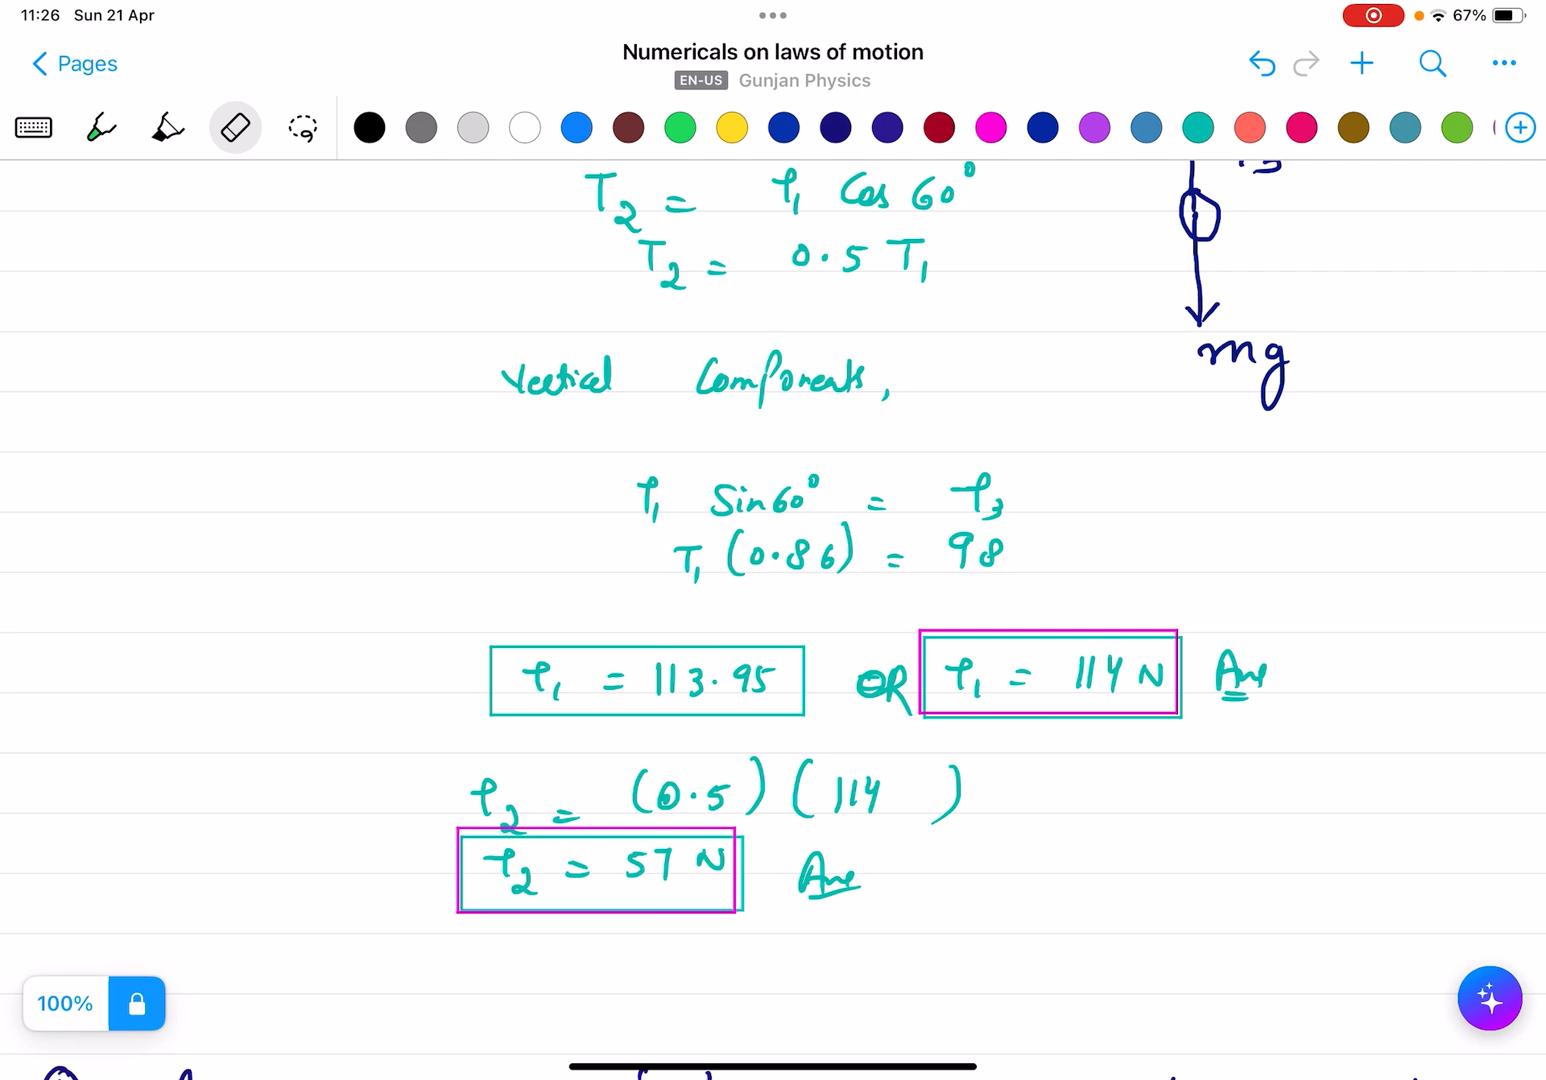 11:26 Sun 21 Apr
67%
Pages
Numericals on laws of motion
EN-US Gunjan Physics
T₂ = T₁ Cos 60°
T₂ = 0.5 T₁
mg
Vertical Components,
T₁ Sin60° = T₃
T₁ (0.86) = 98
T₁ = 113.95 OR T₁ = 114 N Ans
T₂ = (0.5) (114 )
T₂ = 57 N Ans
100%